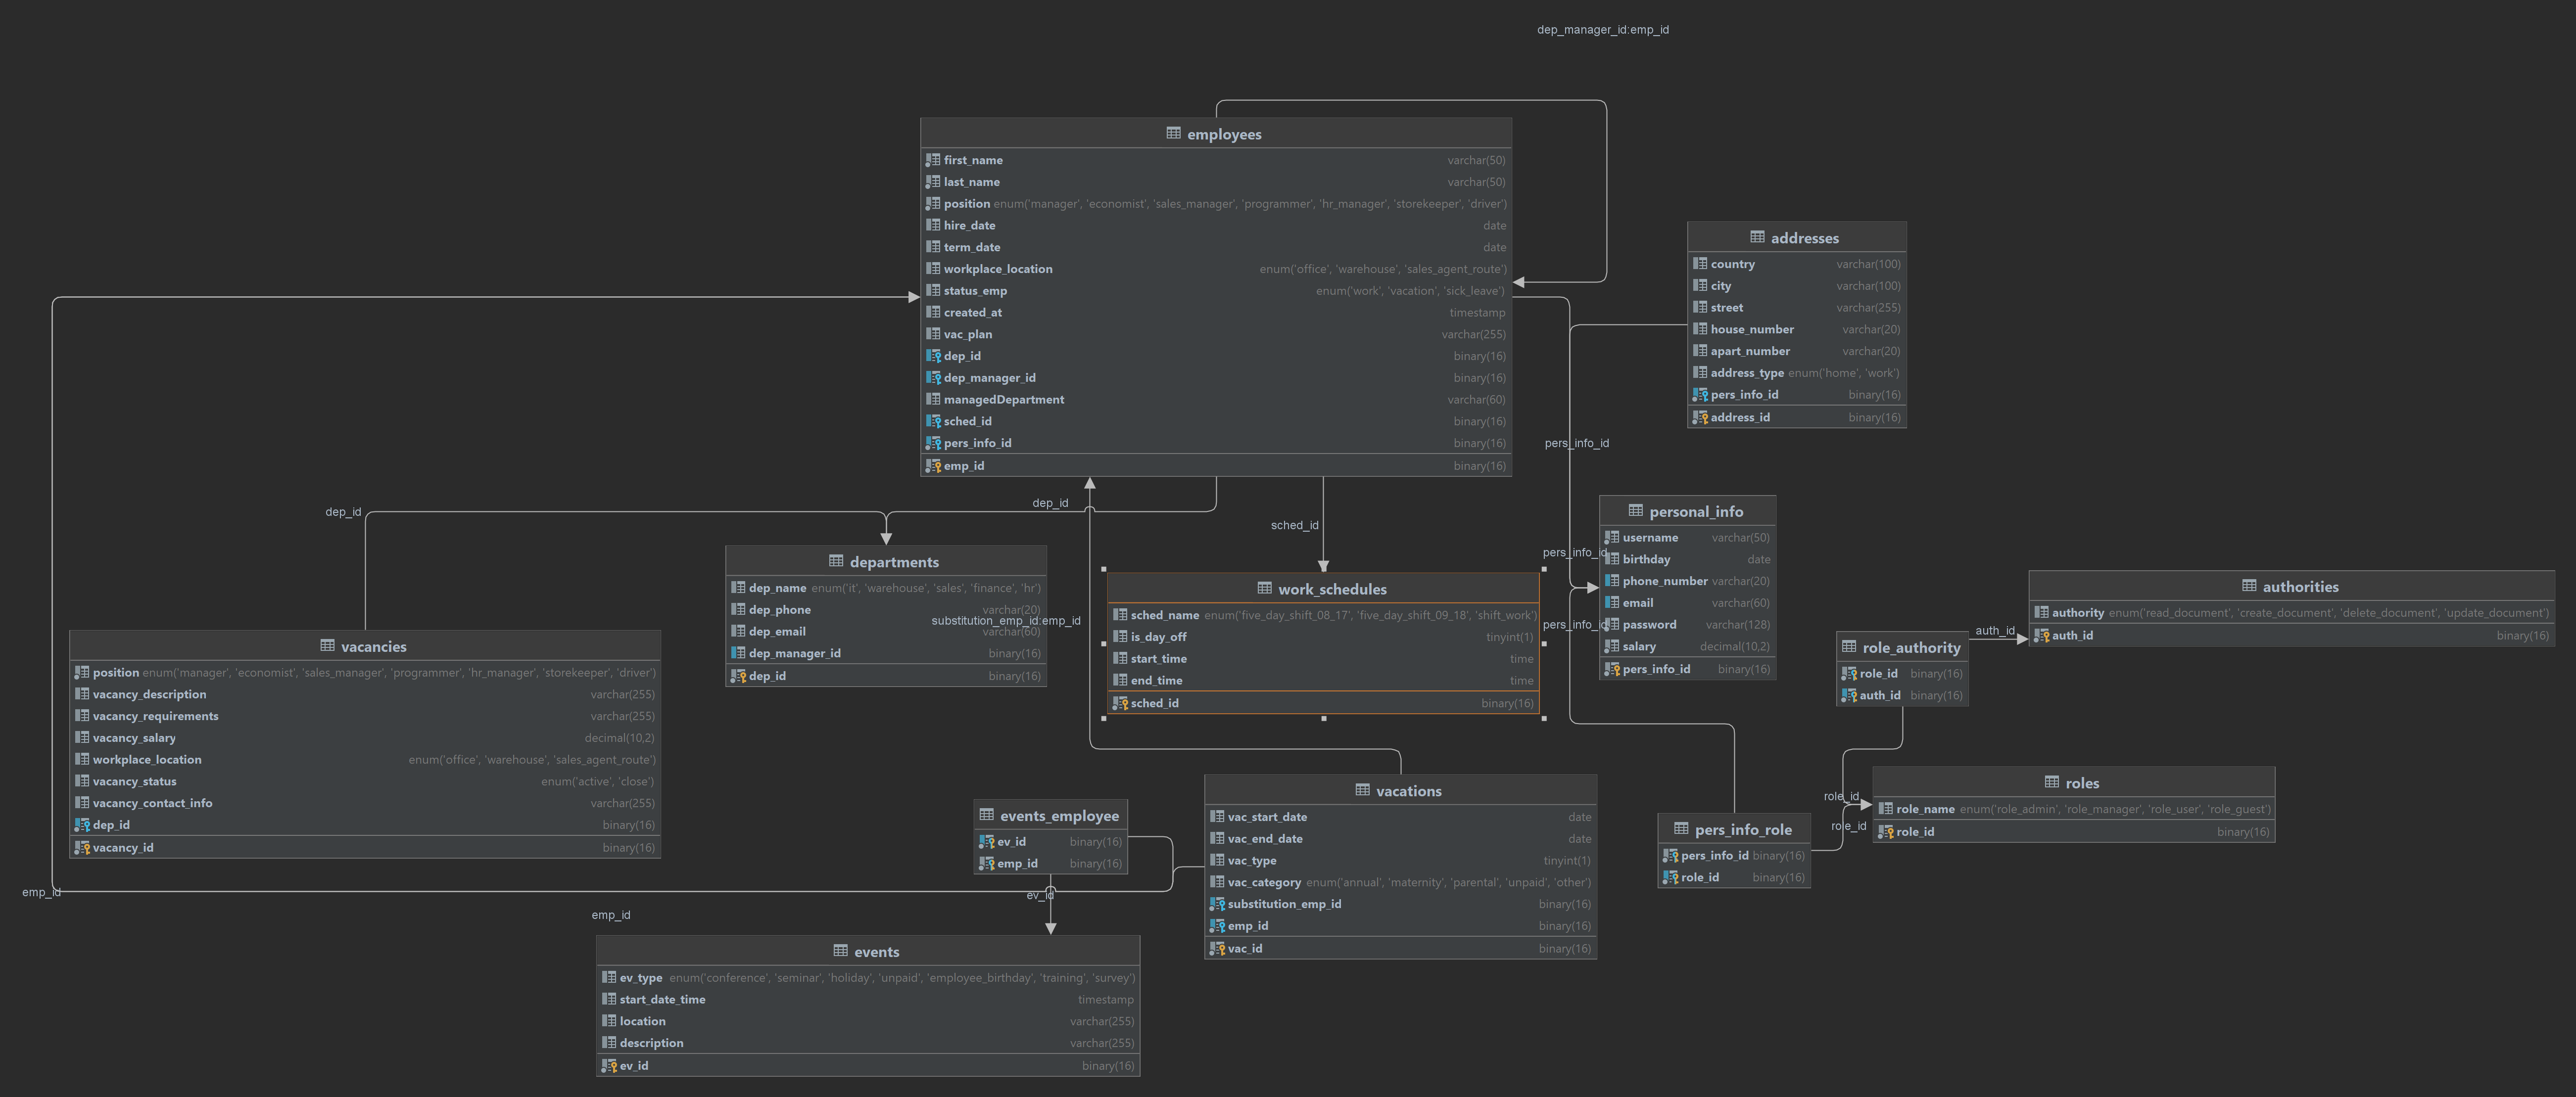 dep_manager_id:emp_id
employees
first_name varchar(50)
last_name varchar(50)
position enum('manager', 'economist', 'sales_manager', 'programmer', 'hr_manager', 'storekeeper', 'driver')
hire_date date
term_date date
workplace_location enum('office', 'warehouse', 'sales_agent_route')
status_emp enum('work', 'vacation', 'sick_leave')
created_at timestamp
vac_plan varchar(255)
dep_id binary(16)
dep_manager_id binary(16)
managedDepartment varchar(60)
sched_id binary(16)
pers_info_id binary(16)
emp_id binary(16)
addresses
country varchar(100)
city varchar(100)
street varchar(255)
house_number varchar(20)
apart_number varchar(20)
address_type enum('home', 'work')
pers_info_id binary(16)
address_id binary(16)
pers_info_id
dep_id
dep_id
sched_id
pers_info_id
pers_info_id
personal_info
username varchar(50)
birthday date
phone_number varchar(20)
email varchar(60)
password varchar(128)
salary decimal(10,2)
pers_info_id binary(16)
departments
dep_name enum('it', 'warehouse', 'sales', 'finance', 'hr')
dep_phone varchar(20)
dep_email varchar(60)
dep_manager_id binary(16)
dep_id binary(16)
substitution_emp_id:emp_id
work_schedules
sched_name enum('five_day_shift_08_17', 'five_day_shift_09_18', 'shift_work')
is_day_off tinyint(1)
start_time time
end_time time
sched_id binary(16)
authorities
authority enum('read_document', 'create_document', 'delete_document', 'update_document')
auth_id binary(16)
auth_id
role_authority
role_id binary(16)
auth_id binary(16)
vacancies
position enum('manager', 'economist', 'sales_manager', 'programmer', 'hr_manager', 'storekeeper', 'driver')
vacancy_description varchar(255)
vacancy_requirements varchar(255)
vacancy_salary decimal(10,2)
workplace_location enum('office', 'warehouse', 'sales_agent_route')
vacancy_status enum('active', 'close')
vacancy_contact_info varchar(255)
dep_id binary(16)
vacancy_id binary(16)
events_employee
ev_id binary(16)
emp_id binary(16)
vacations
vac_start_date date
vac_end_date date
vac_type tinyint(1)
vac_category enum('annual', 'maternity', 'parental', 'unpaid', 'other')
substitution_emp_id binary(16)
emp_id binary(16)
vac_id binary(16)
pers_info_role
pers_info_id binary(16)
role_id binary(16)
role_id
role_id
roles
role_name enum('role_admin', 'role_manager', 'role_user', 'role_guest')
role_id binary(16)
emp_id
ev_id
emp_id
events
ev_type enum('conference', 'seminar', 'holiday', 'unpaid', 'employee_birthday', 'training', 'survey')
start_date_time timestamp
location varchar(255)
description varchar(255)
ev_id binary(16)